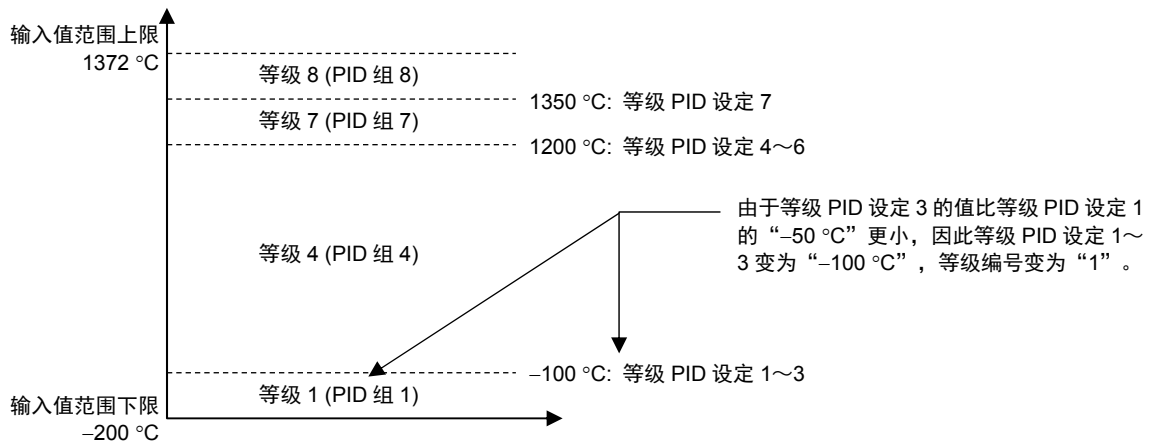 输入值范围上限
1372 °C
等级 8 (PID 组 8)
1350 °C: 等级 PID 设定 7
等级 7 (PID 组 7)
1200 °C: 等级 PID 设定 4～6
由于等级 PID 设定 3 的值比等级 PID 设定 1
的“–50 °C”更小，因此等级 PID 设定 1～
3 变为“–100 °C”，等级编号变为“1”。
等级 4 (PID 组 4)
–100 °C: 等级 PID 设定 1～3
等级 1 (PID 组 1)
输入值范围下限
–200 °C